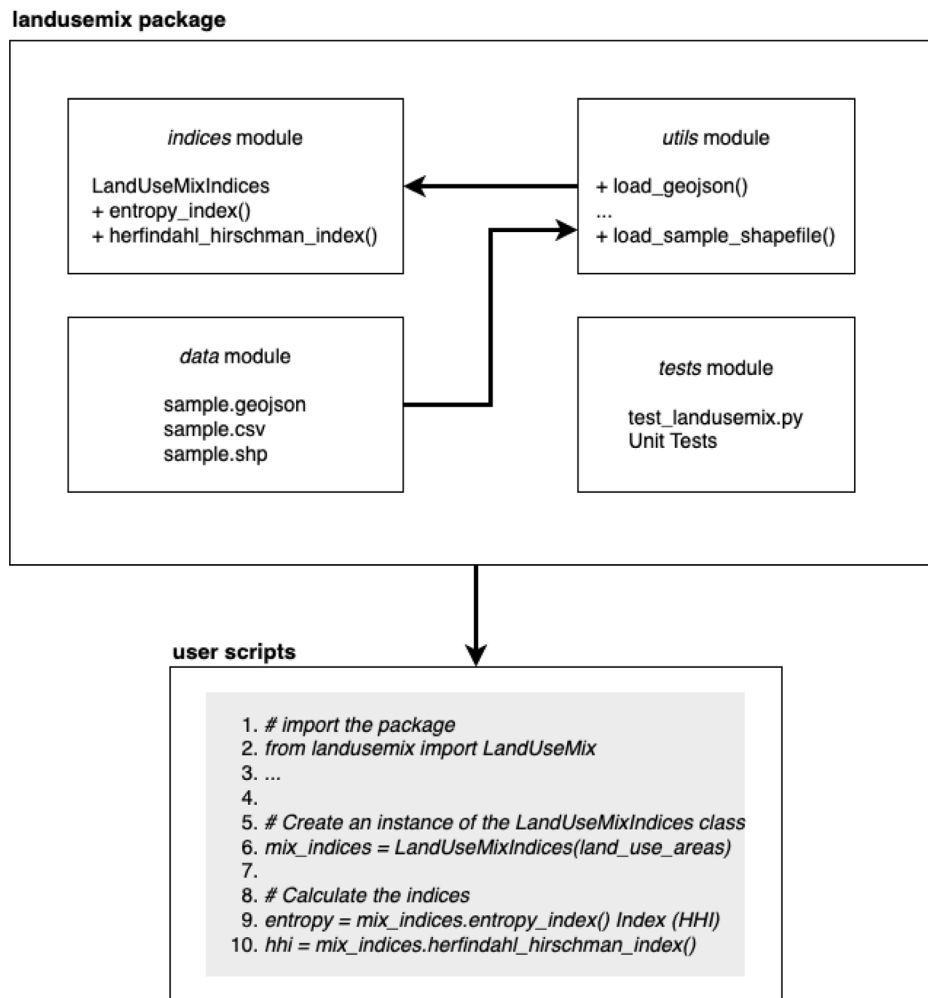 landusemix package
indices module
LandUseMixIndices
+ entropy_index()
+ herfindahl_hirschman_index()
utils module
+ load_geojson()
...
+ load_sample_shapefile()
data module
sample.geojson
sample.csv
sample.shp
tests module
test_landusemix.py
Unit Tests
user scripts
1. # import the package
2. from landusemix import LandUseMix
3. ...
4.
5. # Create an instance of the LandUseMixIndices class
6. mix_indices = LandUseMixIndices(land_use_areas)
7.
8. # Calculate the indices
9. entropy = mix_indices.entropy_index() Index (HHI)
10. hhi = mix_indices.herfindahl_hirschman_index()